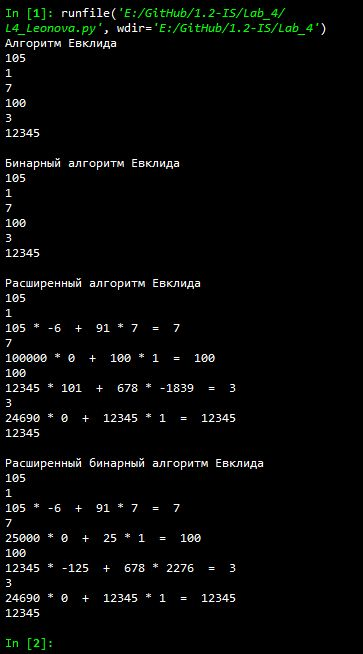 In [1]: runfile('E:/GitHub/1.2-IS/Lab_4/
L4_Leonova.py', wdir='E:/GitHub/1.2-IS/Lab_4')
Алгоритм Евклида
105
1
7
100
3
12345

Бинарный алгоритм Евклида
105
1
7
100
3
12345

Расширенный алгоритм Евклида
105
1
105 * -6  +  91 * 7  =  7
7
100000 * 0  +  100 * 1  =  100
100
12345 * 101  +  678 * -1839  =  3
3
24690 * 0  +  12345 * 1  =  12345
12345

Расширенный бинарный алгоритм Евклида
105
1
105 * -6  +  91 * 7  =  7
7
25000 * 0  +  25 * 1  =  100
100
12345 * -125  +  678 * 2276  =  3
3
24690 * 0  +  12345 * 1  =  12345
12345

In [2]: